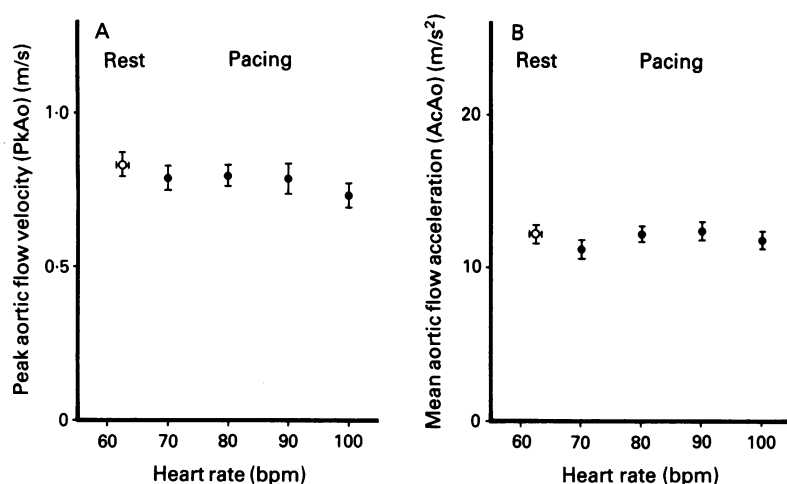 A
Rest
Pacing
Peak aortic flow velocity (PkAo) (m/s)
1·0
0·5
0
60 70 80 90 100
Heart rate (bpm)
B
Rest
Pacing
Mean aortic flow acceleration (AcAo) (m/s²)
20
10
0
60 70 80 90 100
Heart rate (bpm)